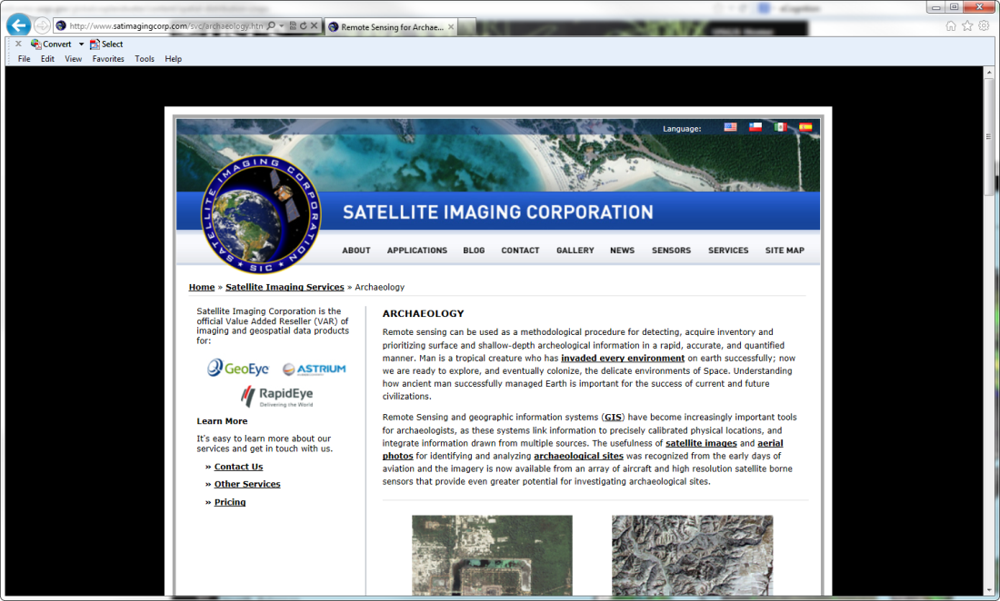 http://www.satimagingcorp.com/svc/archaeology.htm
Remote Sensing for Archae...
Convert
Select
File Edit View Favorites Tools Help
Language:
SATELLITE IMAGING CORPORATION
SIC
SATELLITE IMAGING CORPORATION
ABOUT APPLICATIONS BLOG CONTACT GALLERY NEWS SENSORS SERVICES SITE MAP
Home » Satellite Imaging Services » Archaeology
Satellite Imaging Corporation is the
official Value Added Reseller (VAR) of
imaging and geospatial data products
for:
GeoEye
ASTRIUM
RapidEye
Delivering the World
Learn More
It's easy to learn more about our
services and get in touch with us.
» Contact Us
» Other Services
» Pricing
ARCHAEOLOGY
Remote sensing can be used as a methodological procedure for detecting, acquire inventory and
prioritizing surface and shallow-depth archeological information in a rapid, accurate, and quantified
manner. Man is a tropical creature who has invaded every environment on earth successfully; now
we are ready to explore, and eventually colonize, the delicate environments of Space. Understanding
how ancient man successfully managed Earth is important for the success of current and future
civilizations.
Remote Sensing and geographic information systems (GIS) have become increasingly important tools
for archaeologists, as these systems link information to precisely calibrated physical locations, and
integrate information drawn from multiple sources. The usefulness of satellite images and aerial
photos for identifying and analyzing archaeological sites was recognized from the early days of
aviation and the imagery is now available from an array of aircraft and high resolution satellite borne
sensors that provide even greater potential for investigating archaeological sites.